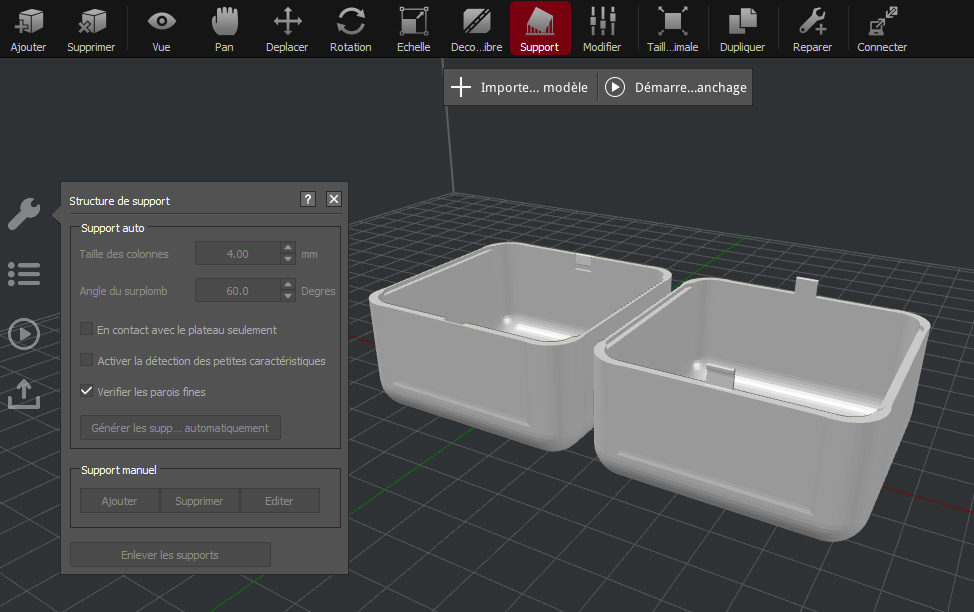 Ajouter
Supprimer
Vue
Pan
Deplacer
Rotation
Echelle
Deco...ibre
Support
Modifier
Taill...imale
Dupliquer
Reparer
Connecter
Importe... modèle
Démarre...anchage
Structure de support
?
Support auto
Taille des colonnes 4.00 mm
Angle du surplomb 60.0 Degres
En contact avec le plateau seulement
Activer la détection des petites caractéristiques
Verifier les parois fines
Générer les supp... automatiquement
Support manuel
Ajouter
Supprimer
Editer
Enlever les supports